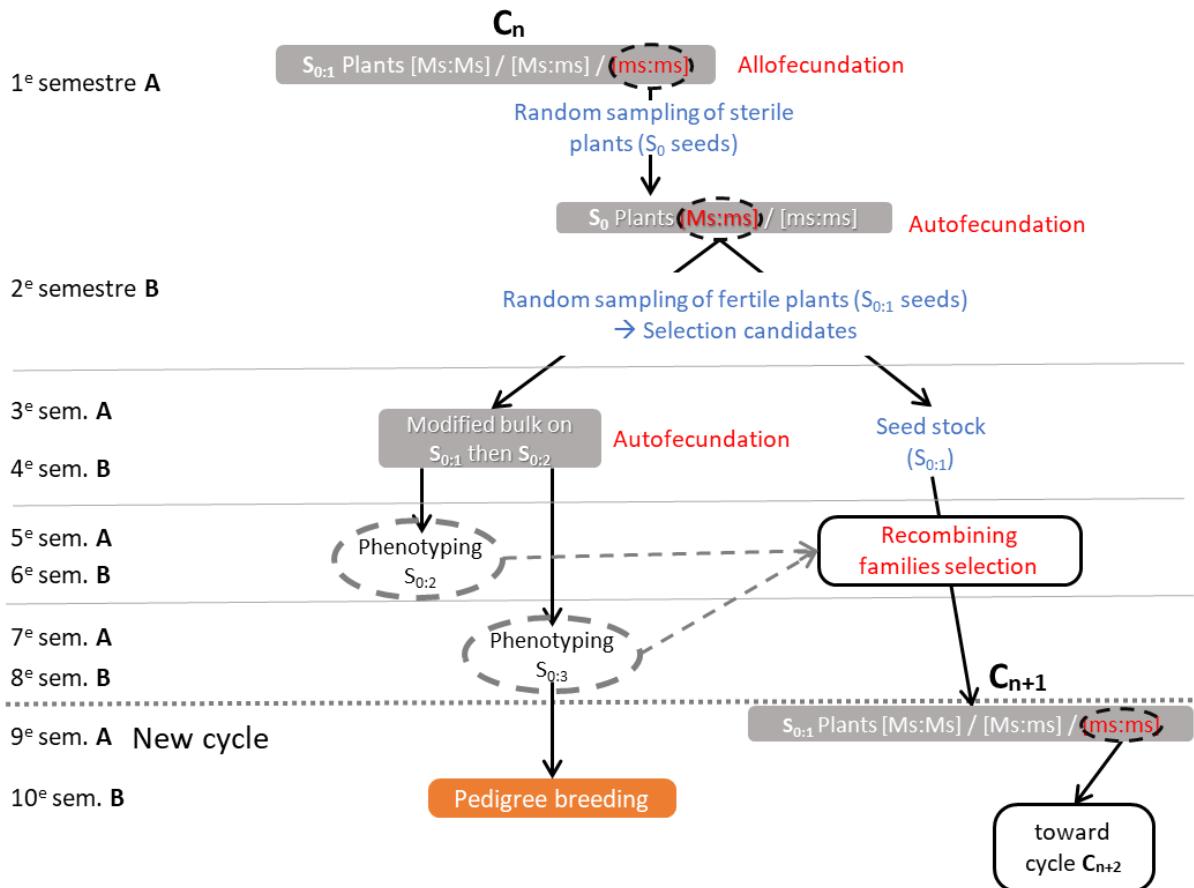 Cn
S0:1 Plants [Ms:Ms] / [Ms:ms] / [ms:ms]
Allofecundation
1e semestre A
Random sampling of sterile
plants (S0 seeds)
S0 Plants [Ms:ms] / [ms:ms]
Autofecundation
2e semestre B
Random sampling of fertile plants (S0:1 seeds)
→ Selection candidates
3e sem. A
4e sem. B
Modified bulk on
S0:1 then S0:2
Autofecundation
Seed stock
(S0:1)
5e sem. A
6e sem. B
Phenotyping
S0:2
Recombining
families selection
7e sem. A
8e sem. B
Phenotyping
S0:3
Cn+1
S0:1 Plants [Ms:Ms] / [Ms:ms] / [ms:ms]
9e sem. A New cycle
10e sem. B
Pedigree breeding
toward
cycle Cn+2